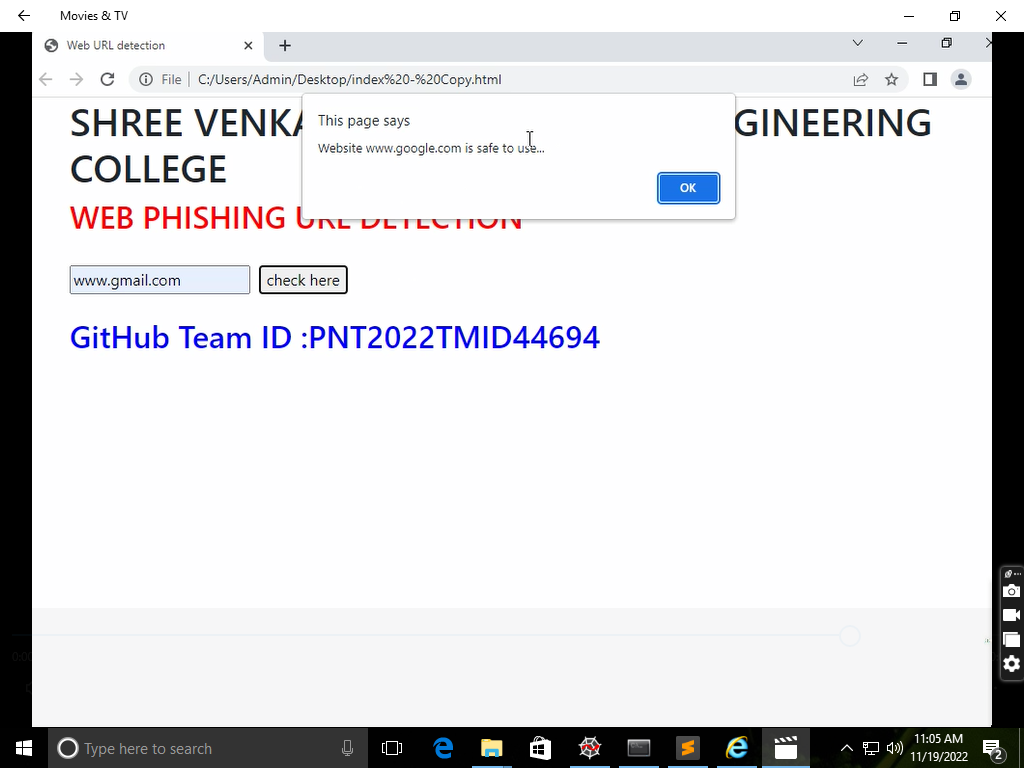 Movies & TV
Web URL detection
File C:/Users/Admin/Desktop/index%20-%20Copy.html
This page says
Website www.google.com is safe to use...
OK
SHREE VENKA GINEERING
COLLEGE
WEB PHISHING URL DETECTION
www.gmail.com check here
GitHub Team ID :PNT2022TMID44694
Type here to search
11:05 AM
11/19/2022
2